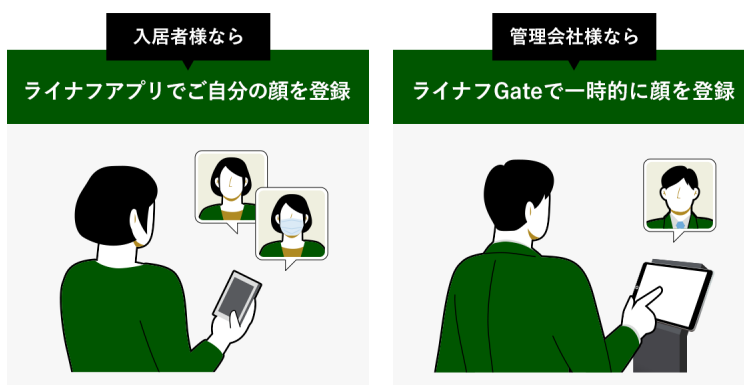 入居者様なら
ライナフアプリでご自分の顔を登録
管理会社様なら
ライナフGateで一時的に顔を登録